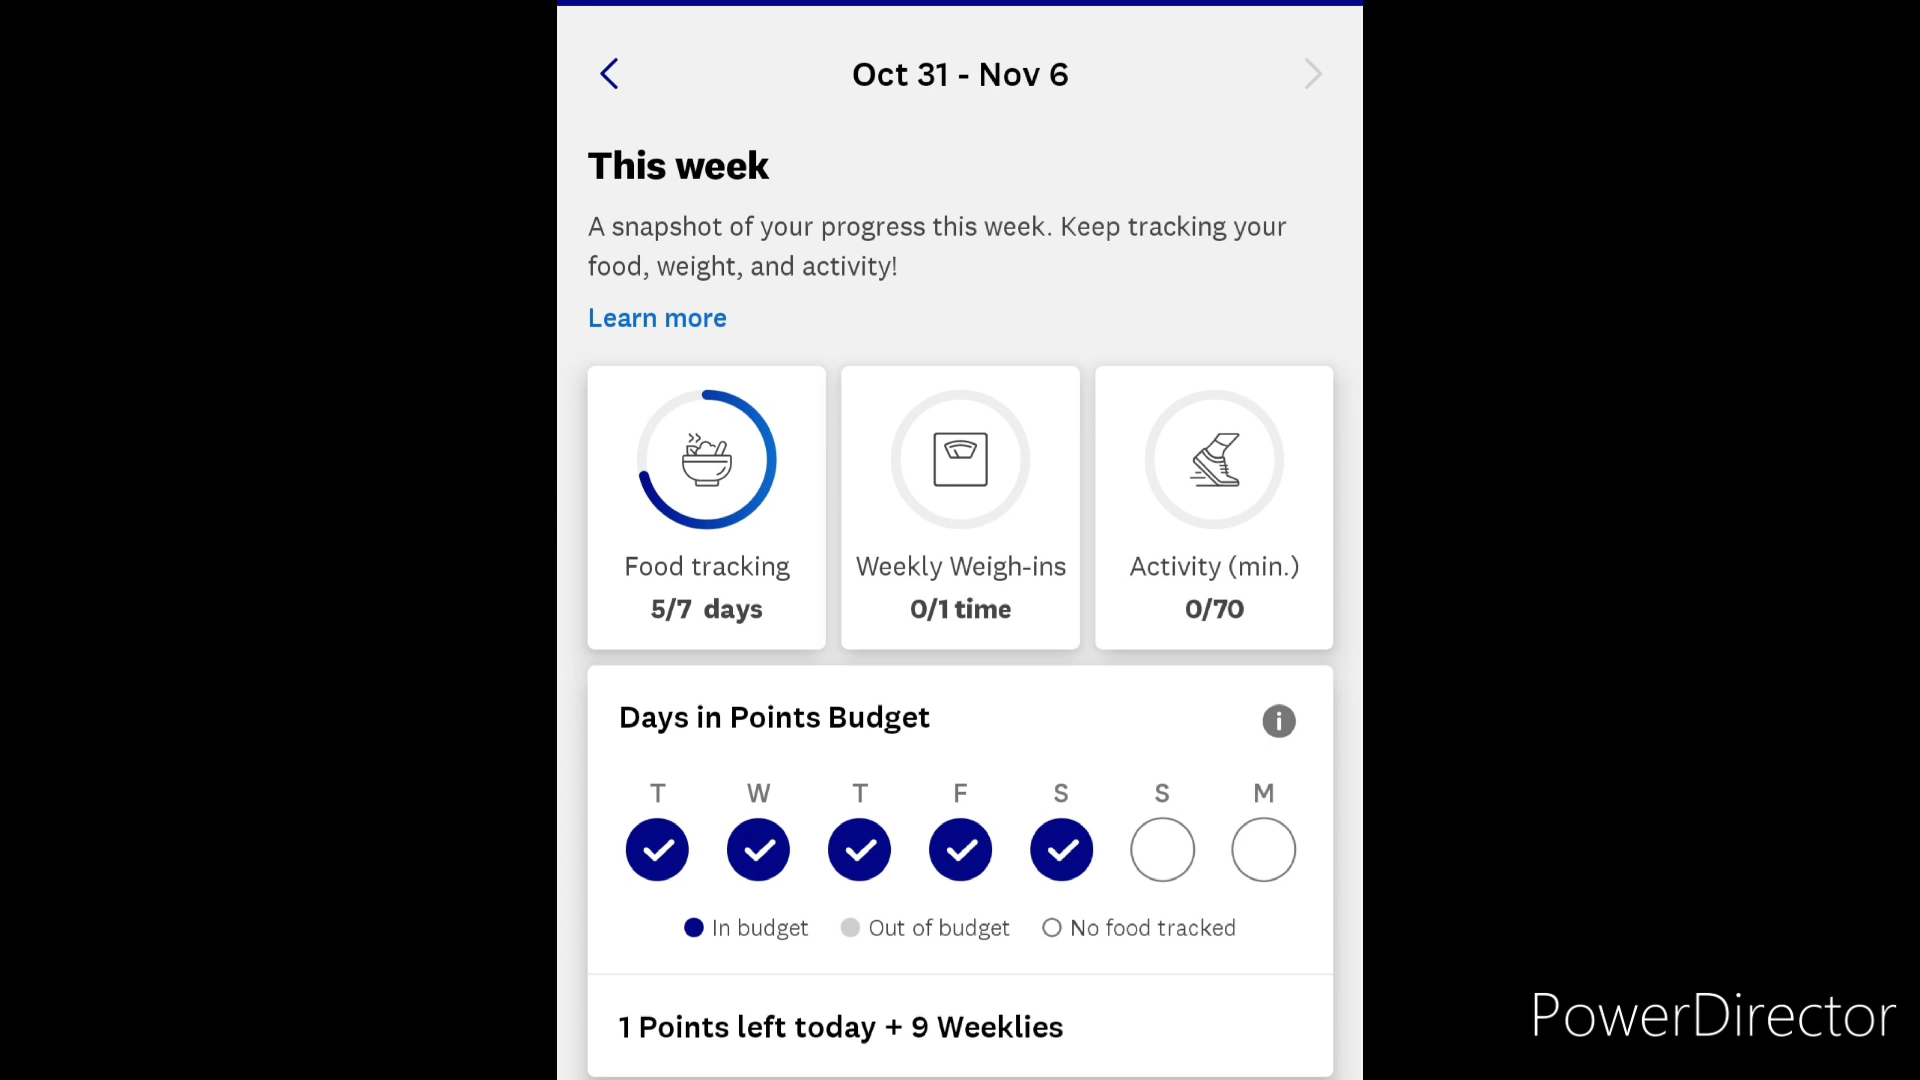 Oct 31 - Nov 6
This week
A snapshot of your progress this week. Keep tracking your
food, weight, and activity!
Learn more
Food tracking
5/7 days
Weekly Weigh-ins
0/1 time
Activity (min.)
0/70
Days in Points Budget
T W T F S S M
In budget Out of budget No food tracked
1 Points left today + 9 Weeklies
PowerDirector